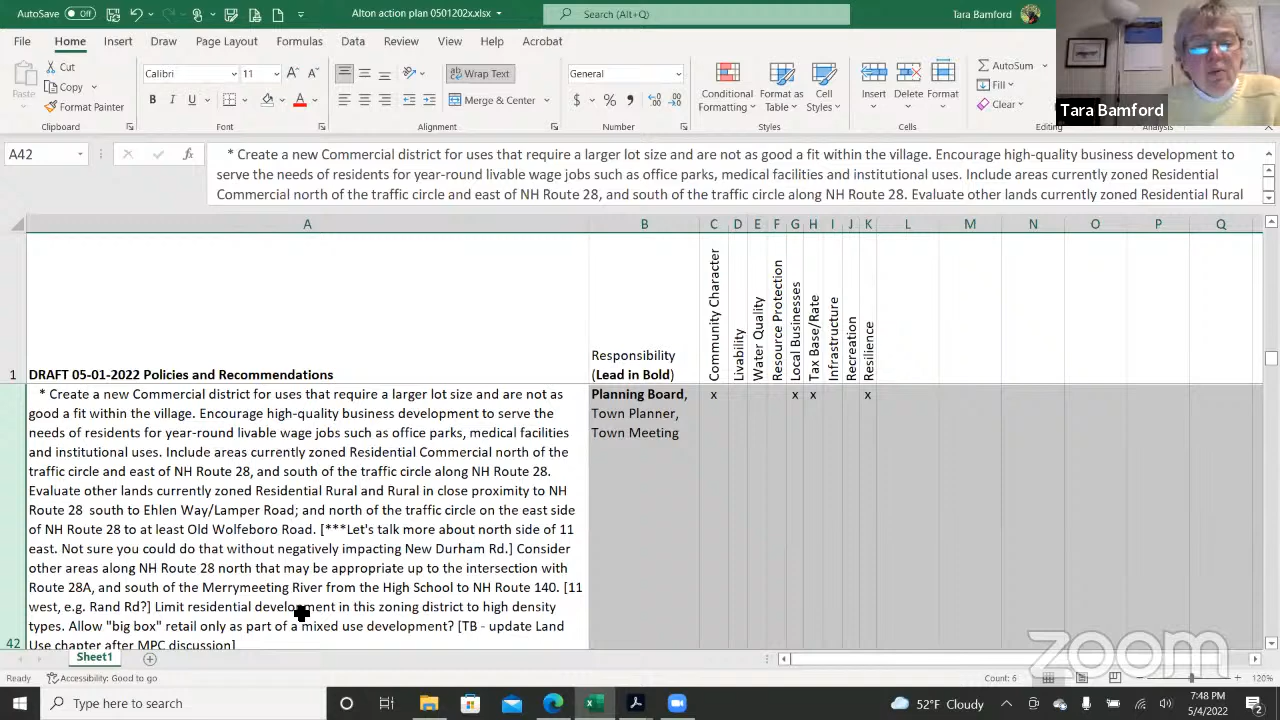 AutoSave Off Alton action plan 0501202x.xlsx Search (Alt+Q) Tara Bamford
File Home Insert Draw Page Layout Formulas Data Review View Help Acrobat
Paste Cut Copy Format Painter Clipboard
Calibri 11 B I U A Font
Wrap Text Merge & Center Alignment
General $ % Number
Conditional Formatting Format as Table Cell Styles Styles
Insert Delete Format Cells
AutoSum Fill Clear Editing Analysis
Tara Bamford
A42 fx * Create a new Commercial district for uses that require a larger lot size and are not as good a fit within the village. Encourage high-quality business development to
serve the needs of residents for year-round livable wage jobs such as office parks, medical facilities and institutional uses. Include areas currently zoned Residential
Commercial north of the traffic circle and east of NH Route 28, and south of the traffic circle along NH Route 28. Evaluate other lands currently zoned Residential Rural
A B C D E F G H I J K L M N O P Q
1 DRAFT 05-01-2022 Policies and Recommendations
Responsibility
(Lead in Bold)
Community Character
Livability
Water Quality
Resource Protection
Local Businesses
Tax Base/Rate
Infrastructure
Recreation
Resilience
* Create a new Commercial district for uses that require a larger lot size and are not as
good a fit within the village. Encourage high-quality business development to serve the
needs of residents for year-round livable wage jobs such as office parks, medical facilities
and institutional uses. Include areas currently zoned Residential Commercial north of the
traffic circle and east of NH Route 28, and south of the traffic circle along NH Route 28.
Evaluate other lands currently zoned Residential Rural and Rural in close proximity to NH
Route 28  south to Ehlen Way/Lamper Road; and north of the traffic circle on the east side
of NH Route 28 to at least Old Wolfeboro Road. [***Let's talk more about north side of 11
east. Not sure you could do that without negatively impacting New Durham Rd.] Consider
other areas along NH Route 28 north that may be appropriate up to the intersection with
Route 28A, and south of the Merrymeeting River from the High School to NH Route 140. [11
west, e.g. Rand Rd?] Limit residential development in this zoning district to high density
types. Allow "big box" retail only as part of a mixed use development? [TB - update Land
42 Use chapter after MPC discussion]
Planning Board,
Town Planner,
Town Meeting
x x x x
Sheet1
zoom
Ready Accessibility: Good to go Count: 6 120%
Type here to search 52°F Cloudy 7:48 PM
5/4/2022 2